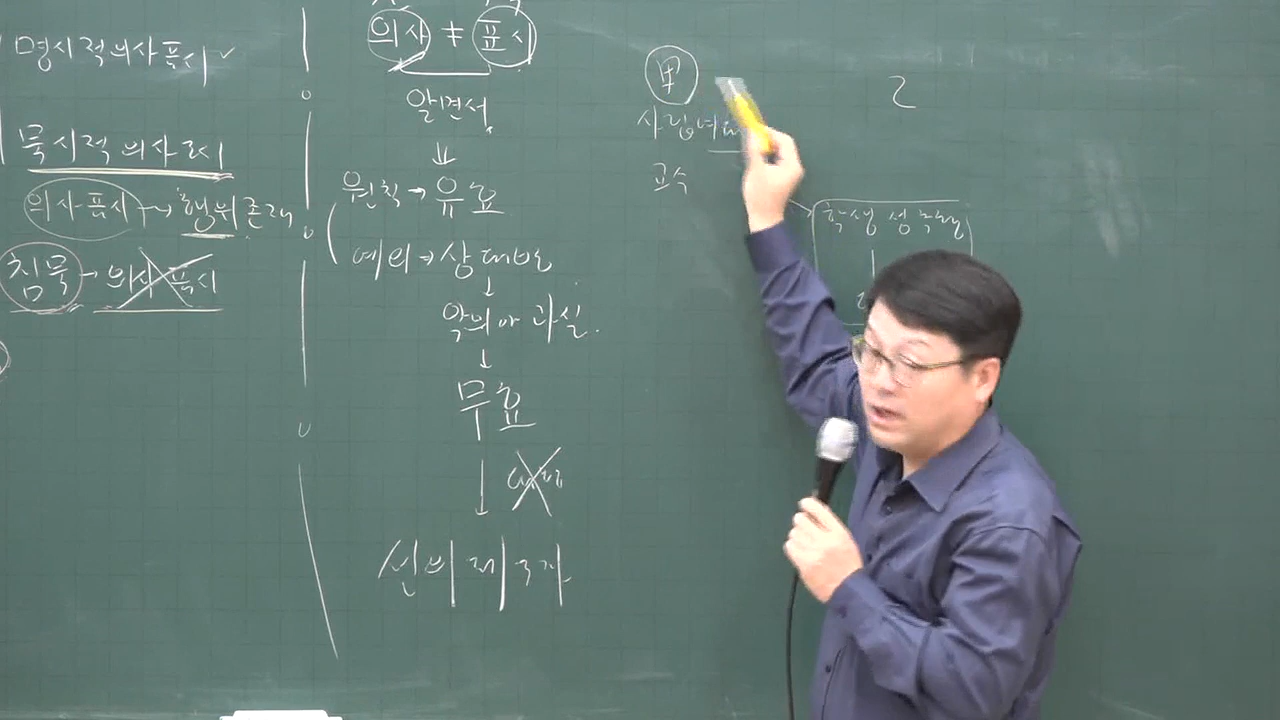 명시적의사표시✓
묵시적 의사표시
의사표시 → 행위존재
침묵 → 의사표시
의사 ≠ 표시
알면서
⇓
원칙 → 유효
예외 → 상대방
↓
악의 or 과실.
↓
무효
↓
선의 제3자
甲
乙
사립대
교수
학생 성추행